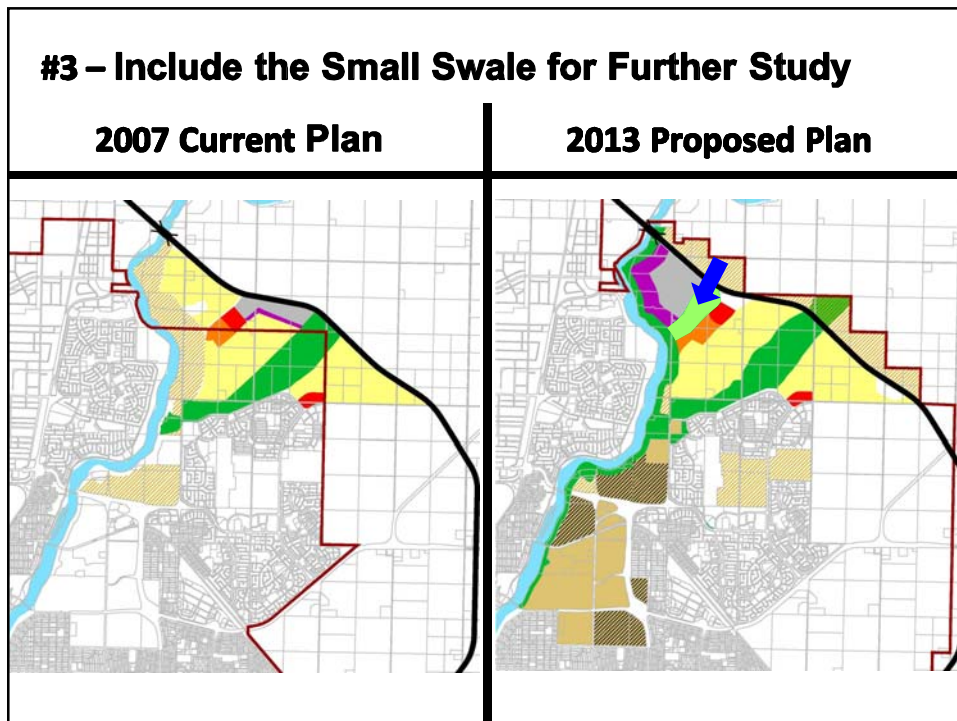 #3 – Include the Small Swale for Further Study
2007 Current Plan
2013 Proposed Plan